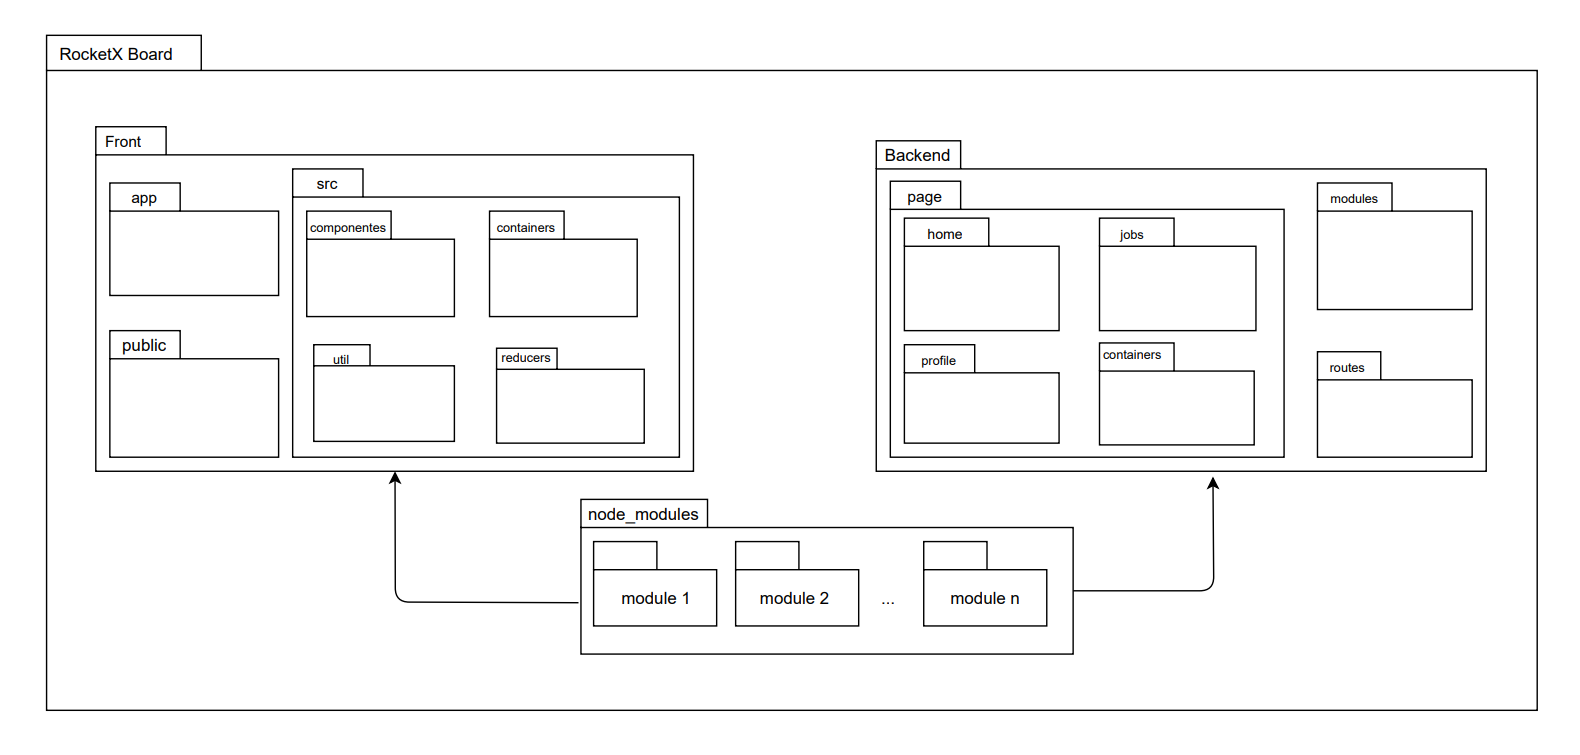 RocketX Board
Front
app
public
src
componentes
containers
util
reducers
Backend
page
home
jobs
profile
containers
modules
routes
node_modules
module 1
module 2
...
module n